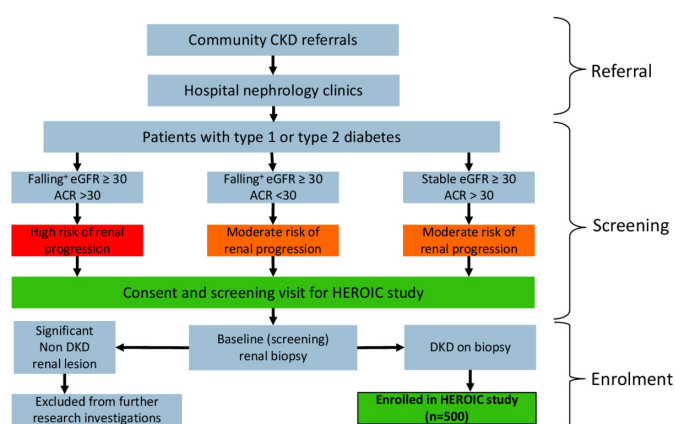 Community CKD referrals
Hospital nephrology clinics
Referral
Patients with type 1 or type 2 diabetes
Falling⁺ eGFR ≥ 30
ACR >30
Falling⁺ eGFR ≥ 30
ACR <30
Stable eGFR ≥ 30
ACR > 30
High risk of renal
progression
Moderate risk of
renal progression
Moderate risk of
renal progression
Screening
Consent and screening visit for HEROIC study
Significant
Non DKD
renal lesion
Baseline (screening)
renal biopsy
DKD on biopsy
Enrolment
Excluded from further
research investigations
Enrolled in HEROIC study
(n=500)